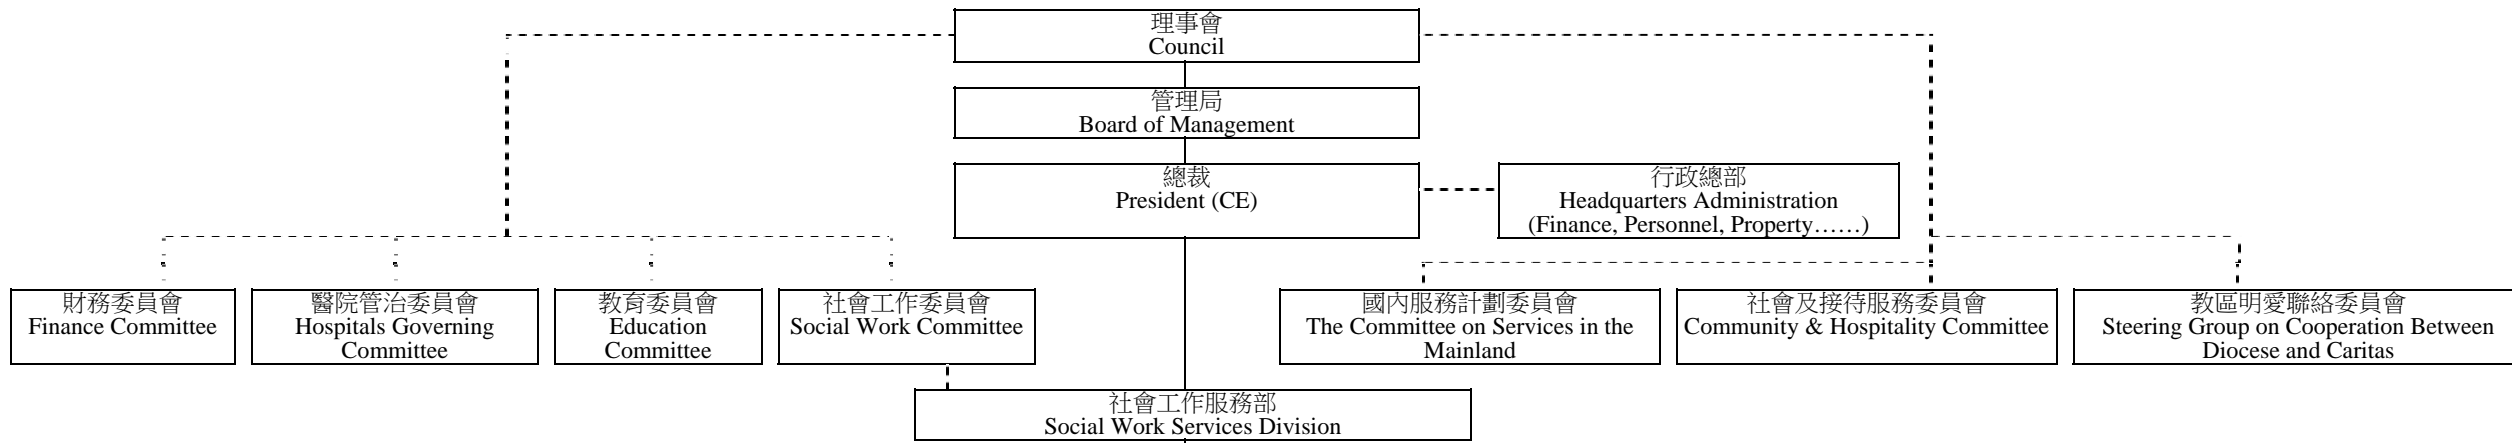 理事會
Council
管理局
Board of Management
總裁
President (CE)
行政總部
Headquarters Administration
(Finance, Personnel, Property……)
財務委員會
Finance Committee
醫院管治委員會
Hospitals Governing
Committee
教育委員會
Education
Committee
社會工作委員會
Social Work Committee
國內服務計劃委員會
The Committee on Services in the
Mainland
社會及接待服務委員會
Community & Hospitality Committee
教區明愛聯絡委員會
Steering Group on Cooperation Between
Diocese and Caritas
社會工作服務部
Social Work Services Division